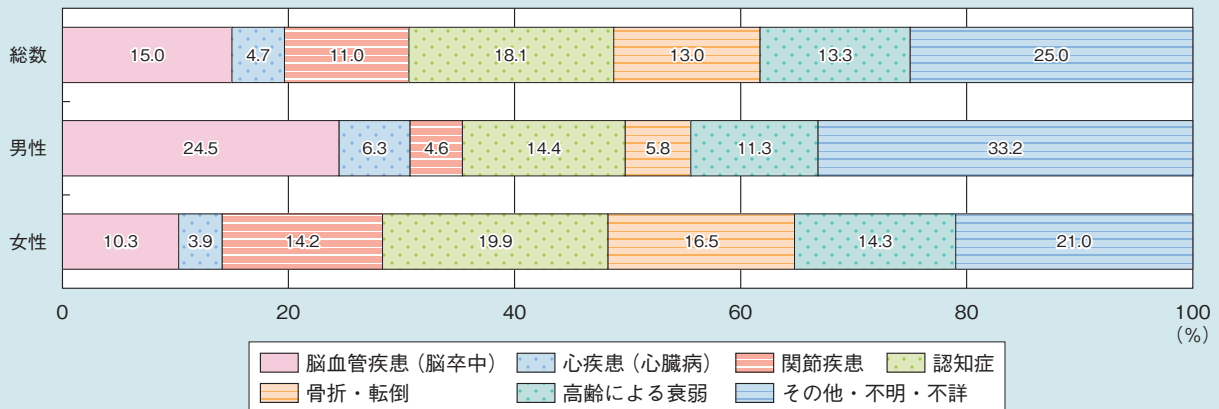 総数 15.0 4.7 11.0 18.1 13.0 13.3 25.0
男性 24.5 6.3 4.6 14.4 5.8 11.3 33.2
女性 10.3 3.9 14.2 19.9 16.5 14.3 21.0
0 20 40 60 80 100
(%)
脳血管疾患(脳卒中) 心疾患(心臓病) 関節疾患 認知症
骨折・転倒 高齢による衰弱 その他・不明・不詳